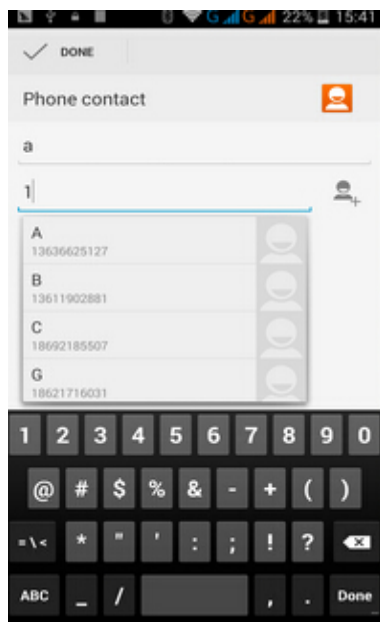 G G 22% 15:41
DONE
Phone contact
a
1
A
13636625127
B
13611902881
C
18692185507
G
18621716031
1 2 3 4 5 6 7 8 9 0
@ # $ % & - + ( )
= \ < * " ' : ; ! ?
ABC _ / , . Done